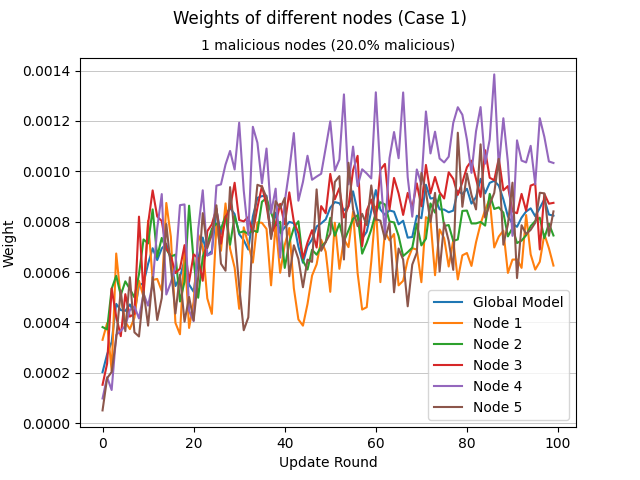 Weights of different nodes (Case 1)
1 malicious nodes (20.0% malicious)
0.0014
0.0012
0.0010
0.0008
0.0006
0.0004
0.0002
0.0000
Weight
0
20
40
60
80
100
Update Round
Global Model
Node 1
Node 2
Node 3
Node 4
Node 5